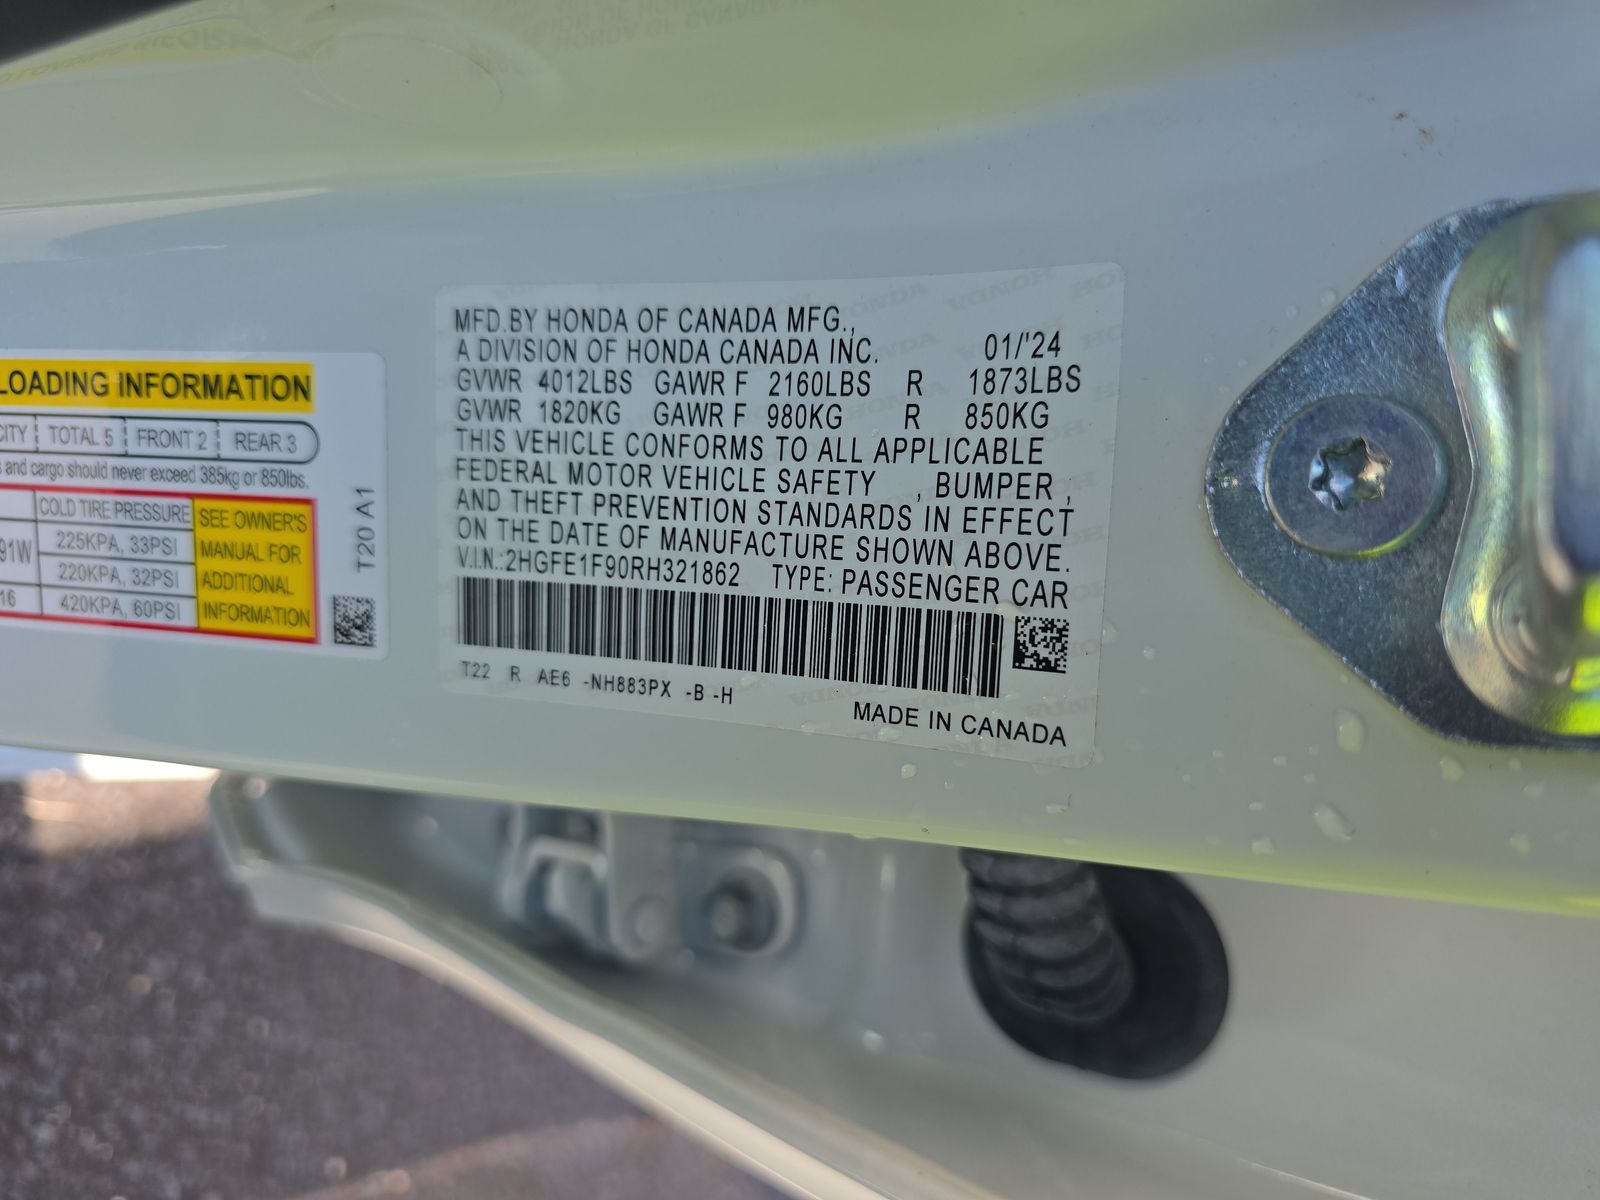 LOADING INFORMATION
TOTAL 5 FRONT 2 REAR 3
and cargo should never exceed 385kg or 850lbs.
COLD TIRE PRESSURE
91W 225KPA, 33PSI
220KPA, 32PSI
16 420KPA, 60PSI
SEE OWNER'S
MANUAL FOR
ADDITIONAL
INFORMATION
T20 A1
MFD.BY HONDA OF CANADA MFG.,
A DIVISION OF HONDA CANADA INC. 01/'24
GVWR 4012LBS GAWR F 2160LBS R 1873LBS
GVWR 1820KG GAWR F 980KG R 850KG
THIS VEHICLE CONFORMS TO ALL APPLICABLE
FEDERAL MOTOR VEHICLE SAFETY , BUMPER ,
AND THEFT PREVENTION STANDARDS IN EFFECT
ON THE DATE OF MANUFACTURE SHOWN ABOVE.
V.I.N.:2HGFE1F90RH321862 TYPE: PASSENGER CAR
T22 R AE6 -NH883PX -B -H
MADE IN CANADA